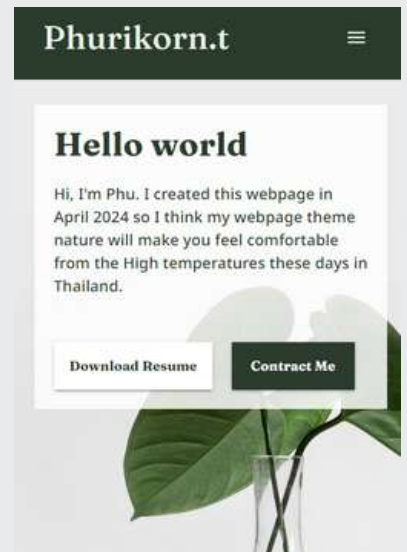 Phurikorn.t
Hello world
Hi, I'm Phu. I created this webpage in
April 2024 so I think my webpage theme
nature will make you feel comfortable
from the High temperatures these days in
Thailand.
Download Resume
Contract Me